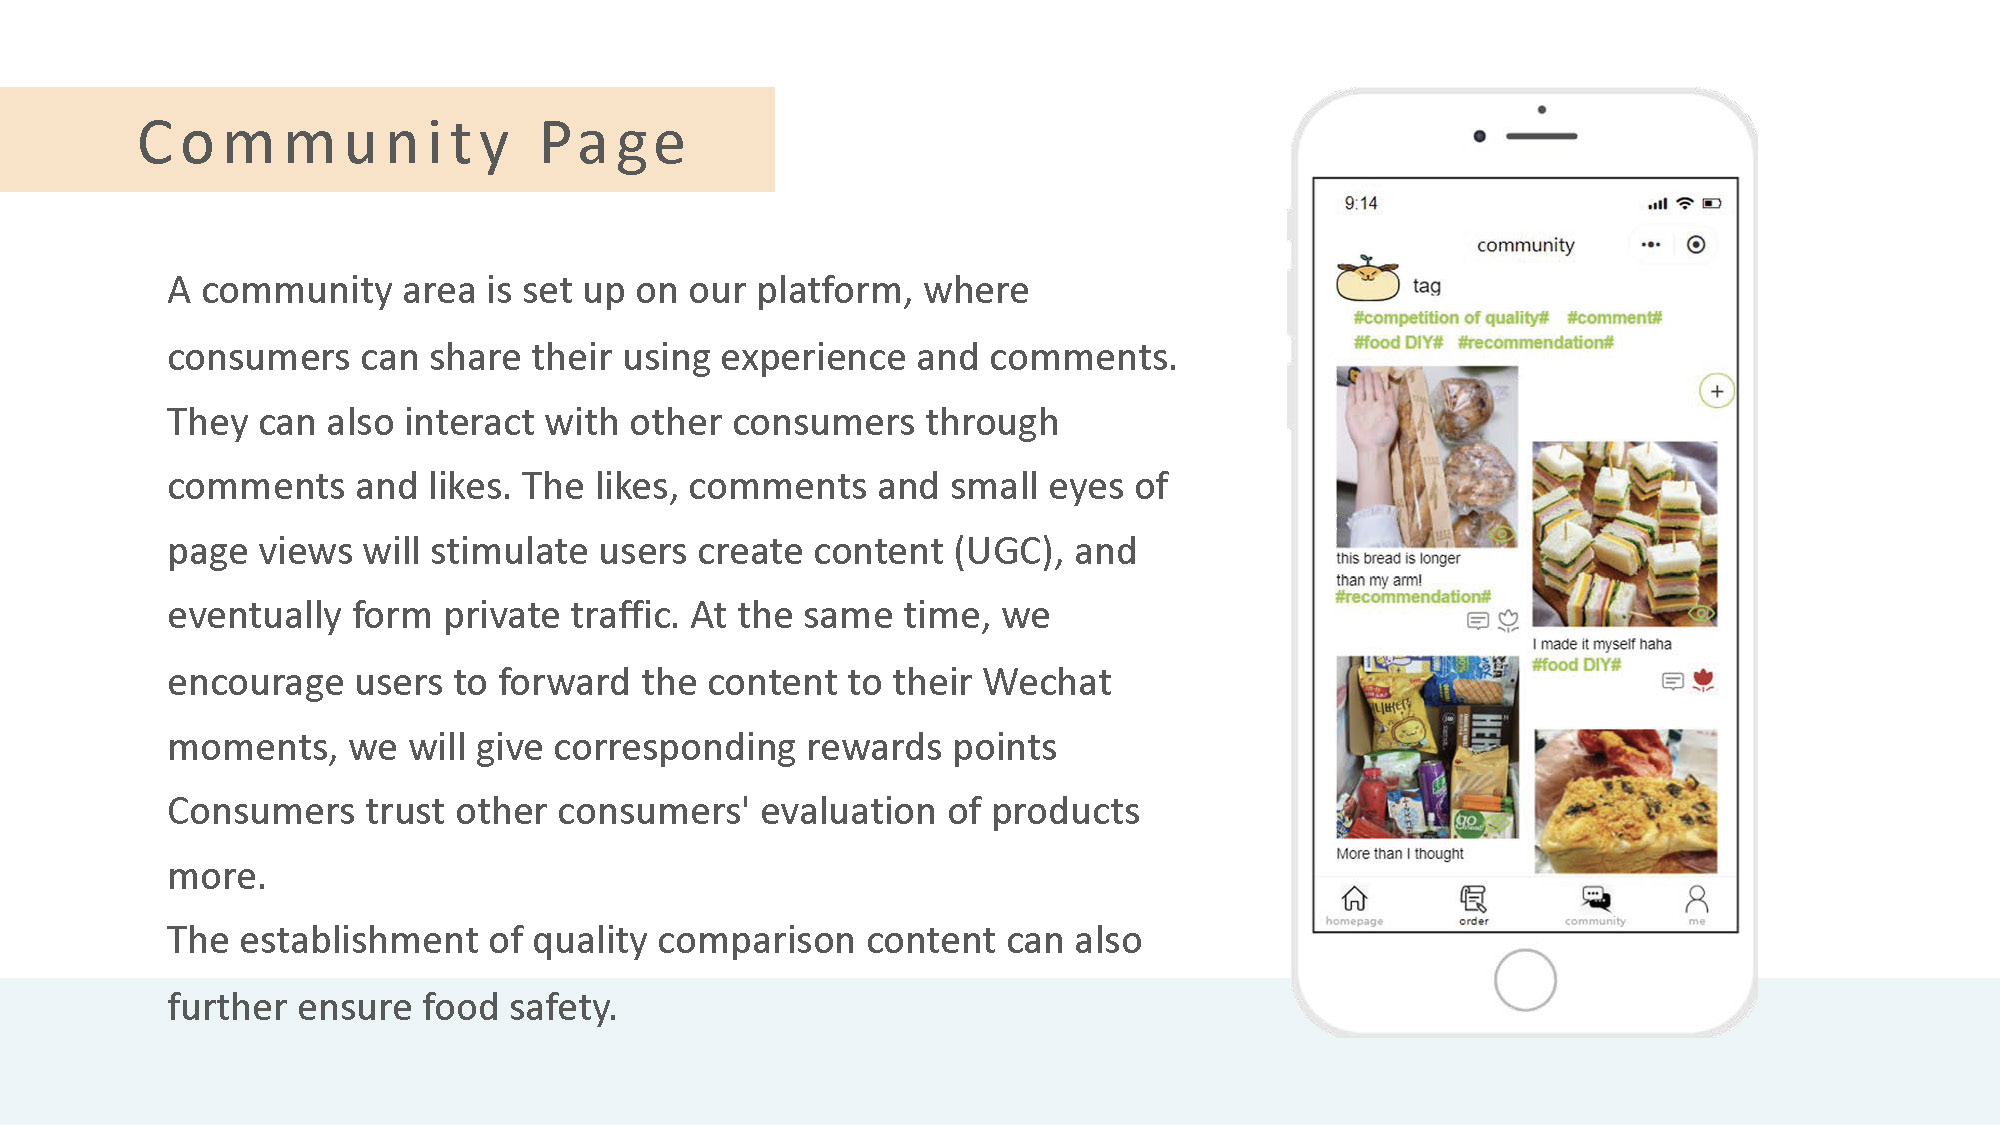 Community Page
A community area is set up on our platform, where
consumers can share their using experience and comments.
They can also interact with other consumers through
comments and likes. The likes, comments and small eyes of
page views will stimulate users create content (UGC), and
eventually form private traffic. At the same time, we
encourage users to forward the content to their Wechat
moments, we will give corresponding rewards points
Consumers trust other consumers' evaluation of products
more.
The establishment of quality comparison content can also
further ensure food safety.
9:14
community
tag
#competition of quality# #comment#
#food DIY# #recommendation#
this bread is longer
than my arm!
#recommendation#
I made it myself haha
#food DIY#
go
More than I thought
homepage order community me